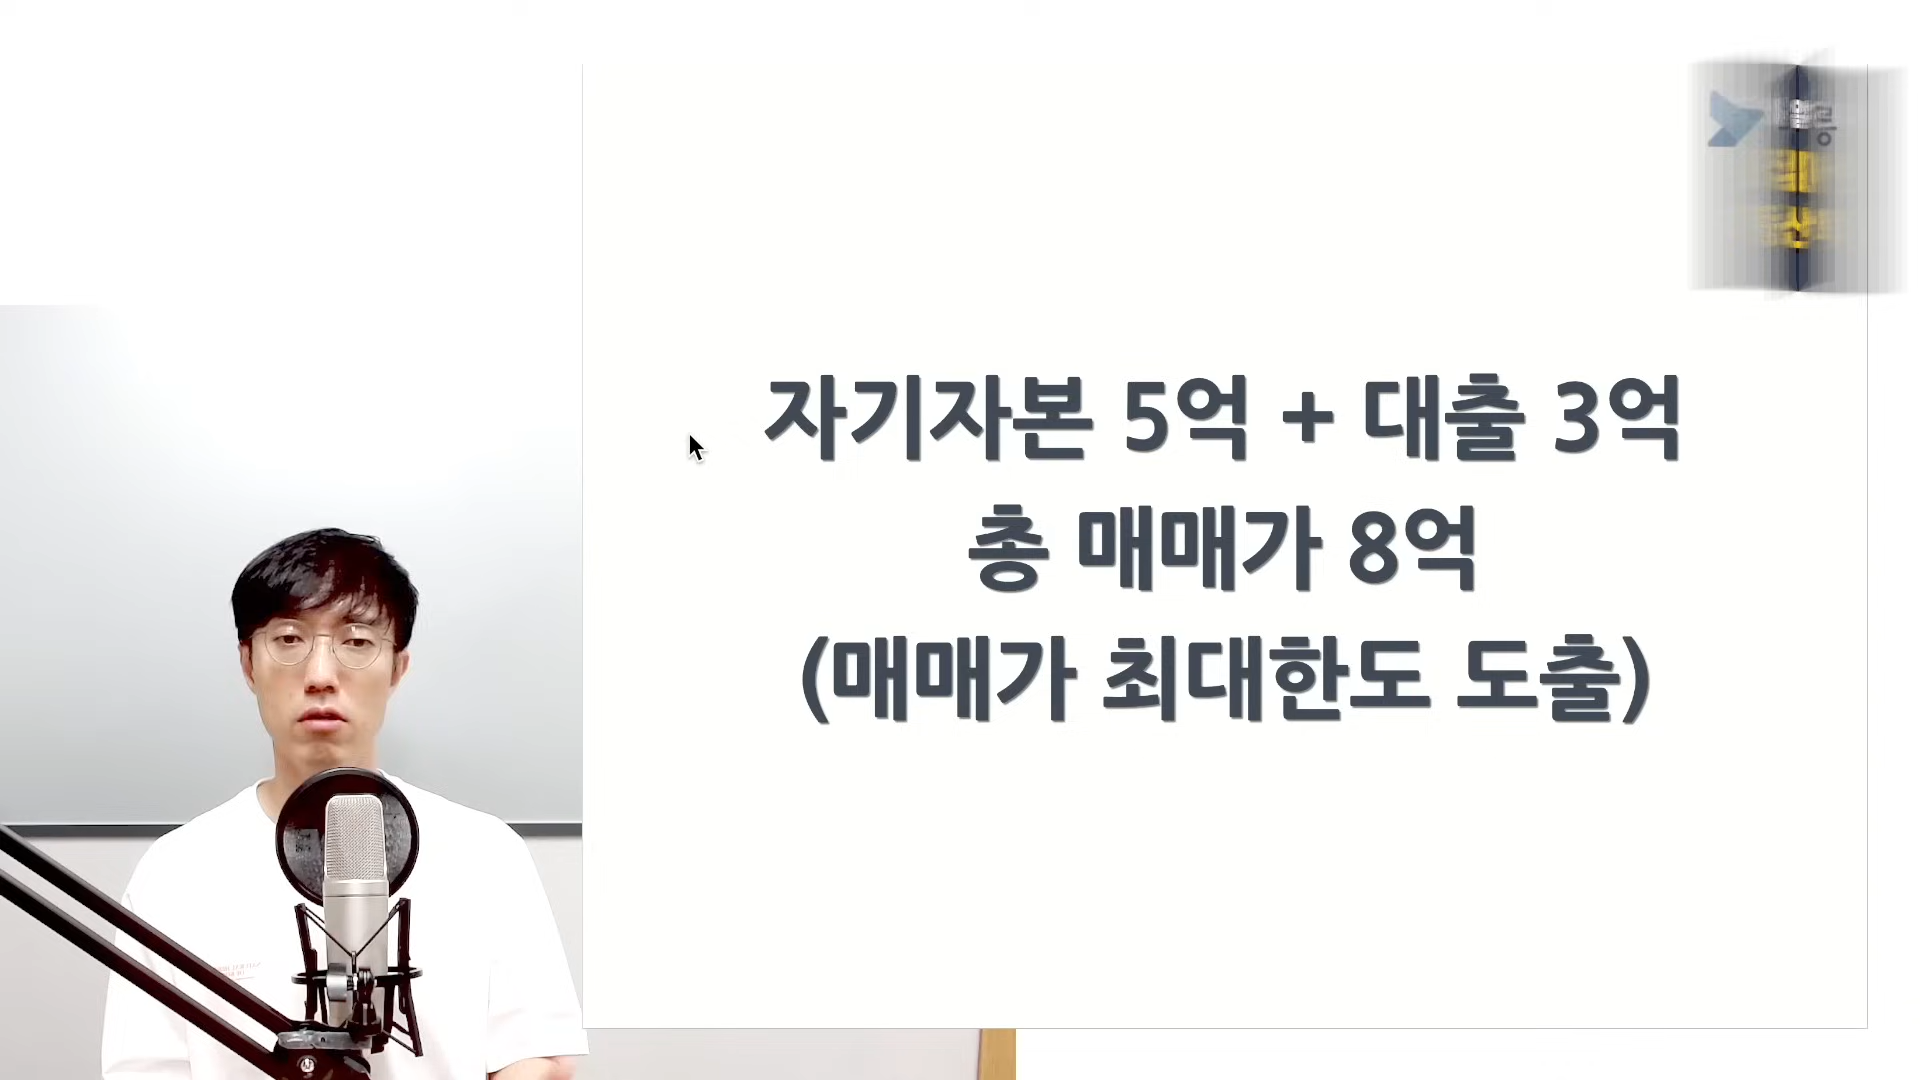 자기자본 5억 + 대출 3억
총 매매가 8억
(매매가 최대한도 도출)